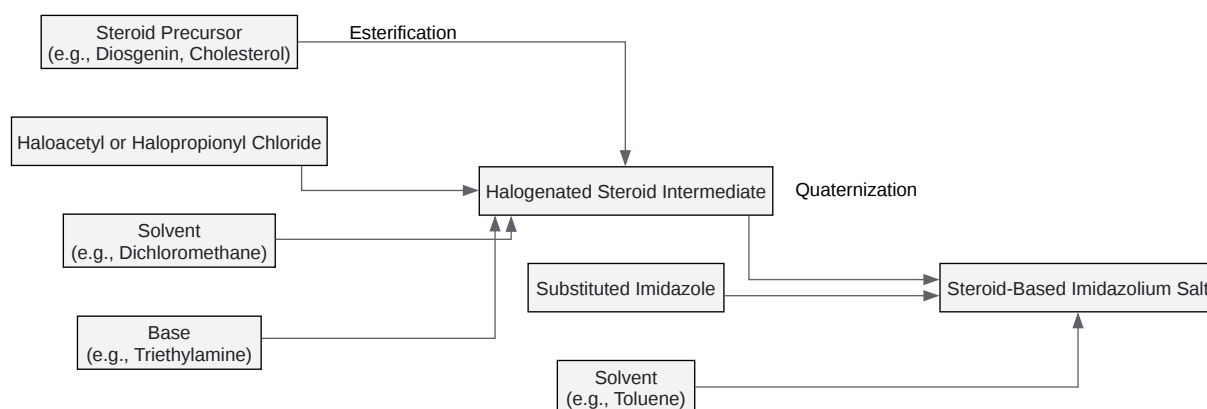 Steroid Precursor
(e.g., Diosgenin, Cholesterol)
Esterification
Haloacetyl or Halopropionyl Chloride
Halogenated Steroid Intermediate
Quaternization
Solvent
(e.g., Dichloromethane)
Substituted Imidazole
Steroid-Based Imidazolium Salt
Base
(e.g., Triethylamine)
Solvent
(e.g., Toluene)